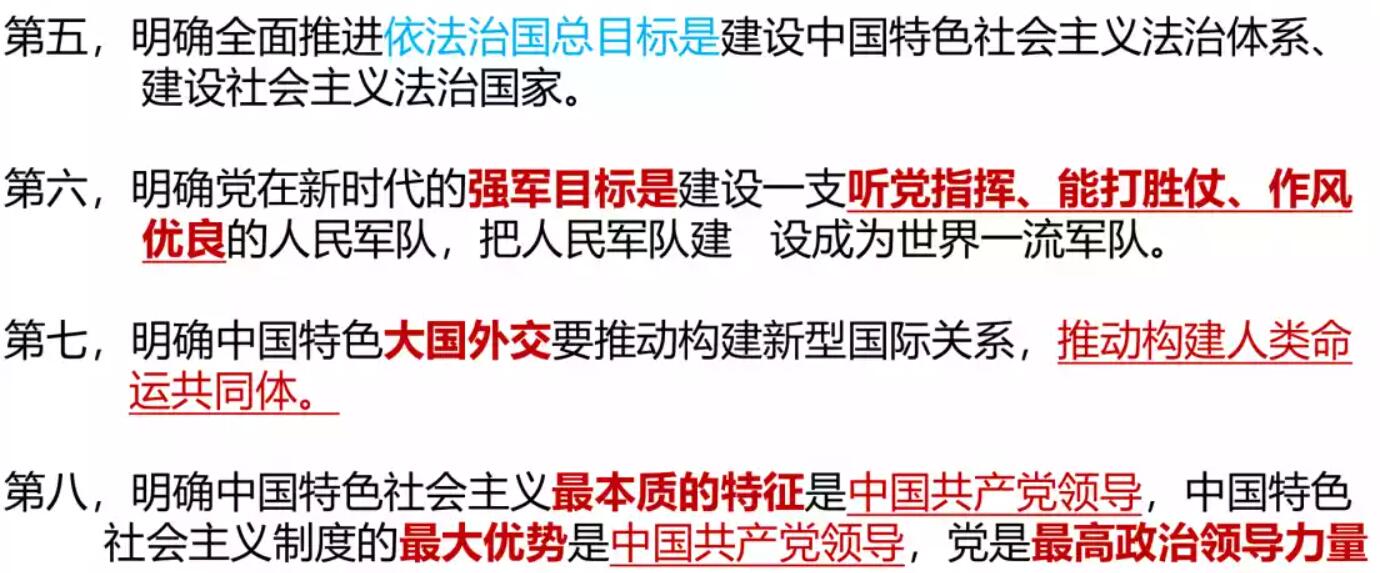 第五，明确全面推进依法治国总目标是建设中国特色社会主义法治体系、
建设社会主义法治国家。
第六，明确党在新时代的强军目标是建设一支听党指挥、能打胜仗、作风
优良的人民军队，把人民军队建 设成为世界一流军队。
第七，明确中国特色大国外交要推动构建新型国际关系，推动构建人类命
运共同体。
第八，明确中国特色社会主义最本质的特征是中国共产党领导，中国特色
社会主义制度的最大优势是中国共产党领导，党是最高政治领导力量